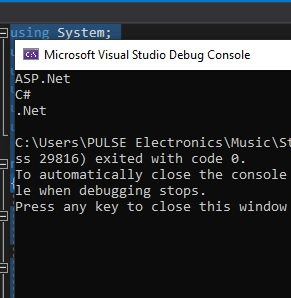 using System;
Microsoft Visual Studio Debug Console
ASP.Net
C#
.Net
C:\Users\PULSE Electronics\Music\St
ss 29816) exited with code 0.
To automatically close the console
le when debugging stops.
Press any key to close this window